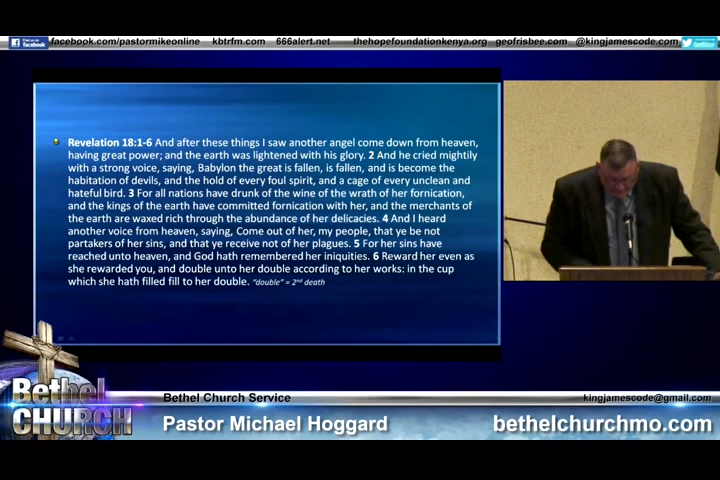 Find us on facebook
facebook.com/pastormikeonline kbtrfm.com 666alert.net thehopefoundationkenya.org geofrisbee.com @kingjamescode.com twitter
Revelation 18:1-6 And after these things I saw another angel come down from heaven,
having great power; and the earth was lightened with his glory. 2 And he cried mightily
with a strong voice, saying, Babylon the great is fallen, is fallen, and is become the
habitation of devils, and the hold of every foul spirit, and a cage of every unclean and
hateful bird. 3 For all nations have drunk of the wine of the wrath of her fornication,
and the kings of the earth have committed fornication with her, and the merchants of
the earth are waxed rich through the abundance of her delicacies. 4 And I heard
another voice from heaven, saying, Come out of her, my people, that ye be not
partakers of her sins, and that ye receive not of her plagues. 5 For her sins have
reached unto heaven, and God hath remembered her iniquities. 6 Reward her even as
she rewarded you, and double unto her double according to her works: in the cup
which she hath filled fill to her double. "double" = 2nd death
Bethel
CHURCH
Bethel Church Service kingjamescode@gmail.com
Pastor Michael Hoggard bethelchurchmo.com